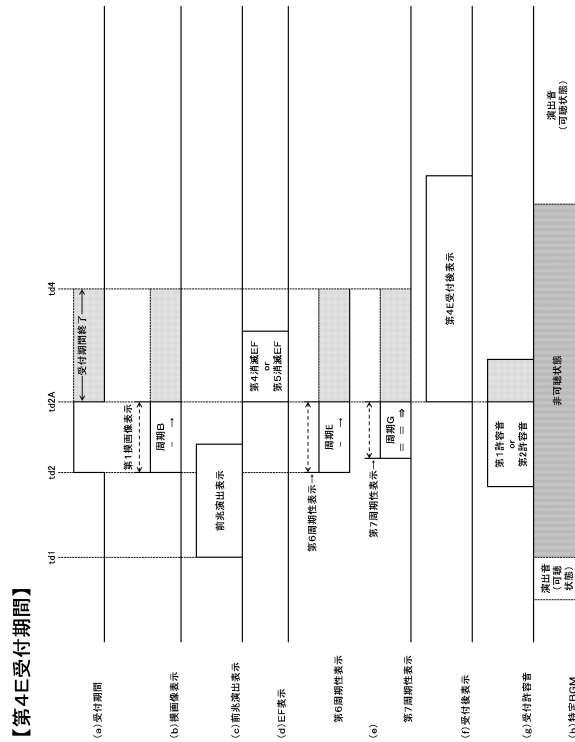 【第4E受付期間】
td1
td2
td2A
td4
(a)受付期間
受付期間終了
(b)摸画像表示
第1摸画像表示
周期B
(c)前兆演出表示
前兆演出表示
(d)EF表示
第4消滅EF
or
第5消滅EF
第6周期性表示
第6周期性表示
周期E
(e)
第7周期性表示
第7周期性表示
周期G
(f)受付後表示
第4E受付後表示
(g)受付許容音
第1許容音
or
第2許容音
(h)特定BGM
演出音
(可聴
状態)
非可聴状態
演出音
(可聴状態)